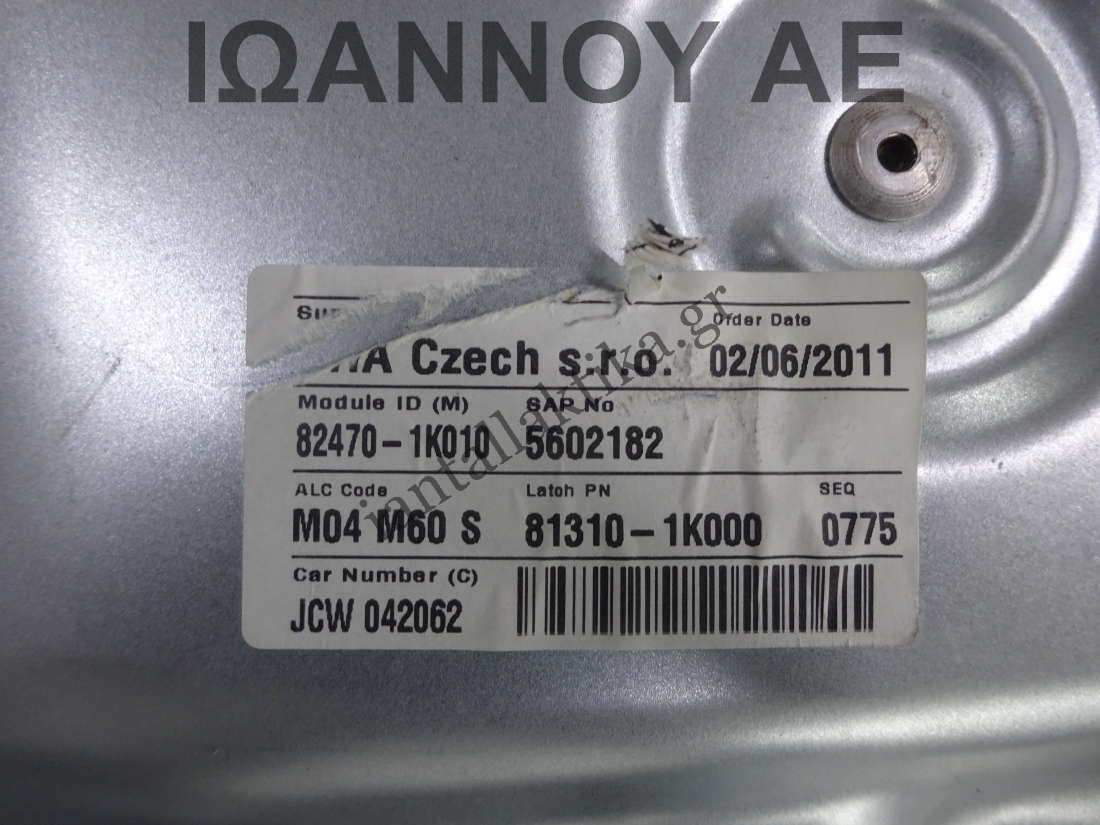 ΙΩΑΝΝΟΥ ΑΕ
Order Date
Czech s.r.o. 02/06/2011
Module ID (M) SAP No
82470-1K010 5602182
ALC Code Latch PN SEQ
M04 M60 S 81310-1K000 0775
Car Number (C)
JCW 042062
iantallaktika.gr